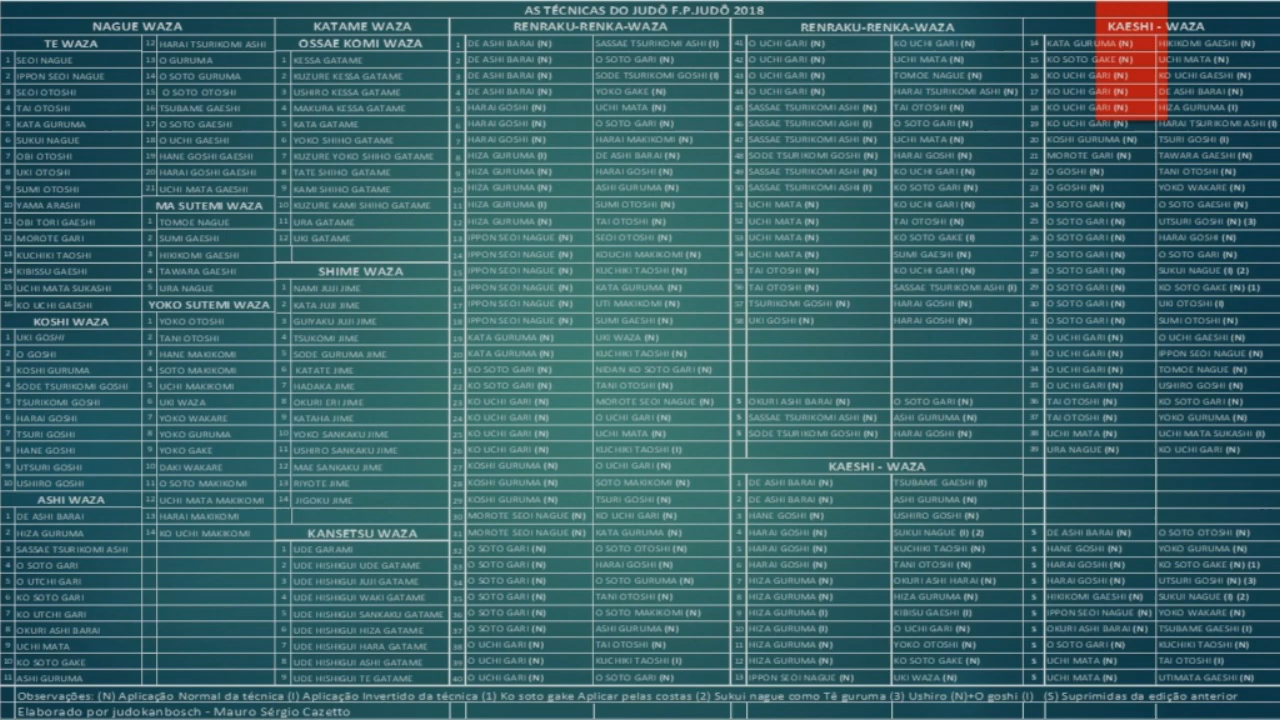 AS TÉCNICAS DO JUDÔ F.P.JUDÔ 2018
NAGUE WAZA
TE WAZA
1 SEOI NAGUE
2 IPPON SEOI NAGUE
3 SEOI OTOSHI
4 TAI OTOSHI
5 KATA GURUMA
6 SUKUI NAGUE
7 OBI OTOSHI
8 UKI OTOSHI
9 SUMI OTOSHI
10 YAMA ARASHI
11 OBI TORI GAESHI
12 MOROTE GARI
13 KUCHIKI TAOSHI
14 KIBISSU GAESHI
15 UCHI MATA SUKASHI
16 KO UCHI GAESHI
KOSHI WAZA
1 UKI GOSHI
2 O GOSHI
3 KOSHI GURUMA
4 SODE TSURIKOMI GOSHI
5 TSURIKOMI GOSHI
6 HARAI GOSHI
7 TSURI GOSHI
8 HANE GOSHI
9 UTSURI GOSHI
10 USHIRO GOSHI
ASHI WAZA
1 DE ASHI BARAI
2 HIZA GURUMA
3 SASSAE TSURIKOMI ASHI
4 O SOTO GARI
5 O UTCHI GARI
6 KO SOTO GARI
7 KO UTCHI GARI
8 OKURI ASHI BARAI
9 UCHI MATA
10 KO SOTO GAKE
11 ASHI GURUMA
12 HARAI TSURIKOMI ASHI
13 O GURUMA
14 O SOTO GURUMA
15 O SOTO OTOSHI
16 TSUBAME GAESHI
17 O SOTO GAESHI
18 O UCHI GAESHI
19 HANE GOSHI GAESHI
20 HARAI GOSHI GAESHI
21 UCHI MATA GAESHI
MA SUTEMI WAZA
1 TOMOE NAGUE
2 SUMI GAESHI
3 HIKIKOMI GAESHI
4 TAWARA GAESHI
5 URA NAGUE
YOKO SUTEMI WAZA
1 YOKO OTOSHI
2 TANI OTOSHI
3 HANE MAKIKOMI
4 SOTO MAKIKOMI
5 UCHI MAKIKOMI
6 UKI WAZA
7 YOKO WAKARE
8 YOKO GURUMA
9 YOKO GAKE
10 DAKI WAKARE
11 O SOTO MAKIKOMI
12 UCHI MATA MAKIKOMI
13 HARAI MAKIKOMI
14 KO UCHI MAKIKOMI
KATAME WAZA
OSSAE KOMI WAZA
1 KESSA GATAME
2 KUZURE KESSA GATAME
3 USHIRO KESSA GATAME
4 MAKURA KESSA GATAME
5 KATA GATAME
6 YOKO SHIHO GATAME
7 KUZURE YOKO SHIHO GATAME
8 TATE SHIHO GATAME
9 KAMI SHIHO GATAME
10 KUZURE KAMI SHIHO GATAME
11 URA GATAME
12 UKI GATAME
SHIME WAZA
1 NAMI JUJI JIME
2 KATA JUJI JIME
3 GUIYAKU JUJI JIME
4 TSUKOMI JIME
5 SODE GURUMA JIME
6 KATATE JIME
7 HADAKA JIME
8 OKURI ERI JIME
9 KATAHA JIME
10 YOKO SANKAKU JIME
11 USHIRO SANKAKU JIME
12 MAE SANKAKU JIME
13 RIYOTE JIME
14 JIGOKU JIME
KANSETSU WAZA
1 UDE GARAMI
2 UDE HISHIGUI UDE GATAME
3 UDE HISHIGUI JUJI GATAME
4 UDE HISHIGUI WAKI GATAME
5 UDE HISHIGUI SANKAKU GATAME
6 UDE HISHIGUI HIZA GATAME
7 UDE HISHIGUI HARA GATAME
8 UDE HISHIGUI ASHI GATAME
9 UDE HISHIGUI TE GATAME
RENRAKU-RENKA-WAZA
1 DE ASHI BARAI (N) SASSAE TSURIKOMI ASHI (I)
2 DE ASHI BARAI (N) O SOTO GARI (N)
3 DE ASHI BARAI (N) SODE TSURIKOMI GOSHI (I)
4 DE ASHI BARAI (N) YOKO GAKE (N)
5 HARAI GOSHI (N) UCHI MATA (N)
6 HARAI GOSHI (N) O SOTO GARI (N)
7 HARAI GOSHI (N) HARAI MAKIKOMI (N)
8 HIZA GURUMA (I) DE ASHI BARAI (N)
9 HIZA GURUMA (N) HARAI GOSHI (N)
10 HIZA GURUMA (N) ASHI GURUMA (N)
11 HIZA GURUMA (I) SUMI OTOSHI (N)
12 HIZA GURUMA (I) TAI OTOSHI (N)
13 IPPON SEOI NAGUE (N) SEOI OTOSHI (N)
14 IPPON SEOI NAGUE (N) KOUCHI MAKIKOMI (N)
15 IPPON SEOI NAGUE (N) KUCHIKI TAOSHI (N)
16 IPPON SEOI NAGUE (N) KATA GURUMA (N)
17 IPPON SEOI NAGUE (N) UTI MAKIKOMI (N)
18 IPPON SEOI NAGUE (N) SUMI GAESHI (N)
19 KATA GURUMA (N) UKI WAZA (N)
20 KATA GURUMA (N) KUCHIKI TAOSHI (N)
21 KO SOTO GARI (N) NIDAN KO SOTO GARI (N)
22 KO SOTO GARI (N) TANI OTOSHI (N)
23 KO UCHI GARI (N) MOROTE SEOI NAGUE (N)
24 KO UCHI GARI (N) O UCHI GARI (N)
25 KO UCHI GARI (N) UCHI MATA (N)
26 KO UCHI GARI (N) KUCHIKI TAOSHI (I)
27 KOSHI GURUMA (N) O UCHI GARI (N)
28 KOSHI GURUMA (N) SOTO MAKIKOMI (N)
29 KOSHI GURUMA (N) TSURI GOSHI (N)
30 MOROTE SEOI NAGUE (N) KO UCHI GARI (N)
31 MOROTE SEOI NAGUE (N) KATA GURUMA (N)
32 O SOTO GARI (N) O SOTO OTOSHI (N)
33 O SOTO GARI (N) HARAI GOSHI (N)
34 O SOTO GARI (N) O SOTO GURUMA (N)
35 O SOTO GARI (N) TANI OTOSHI (N)
36 O SOTO GARI (N) O SOTO MAKIKOMI (N)
37 O SOTO GARI (N) ASHI GURUMA (N)
38 O UCHI GARI (N) TAI OTOSHI (N)
39 O UCHI GARI (N) KUCHIKI TAOSHI (I)
40 O UCHI GARI (N) O SOTO GARI (N)
RENRAKU-RENKA-WAZA
41 O UCHI GARI (N) KO UCHI GARI (N)
42 O UCHI GARI (N) UCHI MATA (N)
43 O UCHI GARI (N) TOMOE NAGUE (N)
44 O UCHI GARI (N) HARAI TSURIKOMI ASHI (N)
45 SASSAE TSURIKOMI ASHI (I) TAI OTOSHI (N)
46 SASSAE TSURIKOMI ASHI (I) O SOTO GARI (N)
47 SASSAE TSURIKOMI ASHI (I) UCHI MATA (N)
48 SODE TSURIKOMI GOSHI (I) HARAI GOSHI (N)
49 SASSAE TSURIKOMI ASHI (I) O UCHI GARI (N)
50 SASSAE TSURIKOMI ASHI (I) KO SOTO GARI (N)
51 UCHI MATA (N) KO UCHI GARI (N)
52 UCHI MATA (N) TAI OTOSHI (N)
53 UCHI MATA (N) KO SOTO GAKE (I)
54 UCHI MATA (N) SUMI GAESHI (N)
55 TAI OTOSHI (N) KO UCHI GARI (N)
56 TAI OTOSHI (N) SASSAE TSURIKOMI ASHI (I)
57 TSURIKOMI GOSHI (N) HARAI GOSHI (N)
58 UKI GOSHI (N) HARAI GOSHI (N)
S OKURI ASHI BARAI (N) O SOTO GARI (N)
S SASSAE TSURIKOMI ASHI (N) ASHI GURUMA (N)
S SODE TSURIKOMI GOSHI (N) HARAI GOSHI (N)
KAESHI - WAZA
1 DE ASHI BARAI (N) TSUBAME GAESHI (I)
2 DE ASHI BARAI (N) ASHI GURUMA (N)
3 HANE GOSHI (N) USHIRO GOSHI (N)
4 HARAI GOSHI (N) SUKUI NAGUE (I) (2)
5 HARAI GOSHI (N) KUCHIKI TAOSHI (N)
6 HARAI GOSHI (N) TANI OTOSHI (N)
7 HIZA GURUMA (N) OKURI ASHI HARAI (N)
8 HIZA GURUMA (N) HIZA GURUMA (N)
9 HIZA GURUMA (I) KIBISU GAESHI (I)
10 HIZA GURUMA (I) O UCHI GARI (N)
11 HIZA GURUMA (N) YOKO OTOSHI (N)
12 HIZA GURUMA (I) KO SOTO GAKE (N)
13 IPPON SEOI NAGUE (N) UKI WAZA (N)
KAESHI - WAZA
14 KATA GURUMA (N) HIKIKOMI GAESHI (N)
15 KO SOTO GAKE (N) UCHI MATA (N)
16 KO UCHI GARI (N) KO UCHI GAESHI (N)
17 KO UCHI GARI (N) DE ASHI BARAI (N)
18 KO UCHI GARI (N) HIZA GURUMA (I)
19 KO UCHI GARI (N) HARAI TSURIKOMI ASHI (I)
20 KOSHI GURUMA (N) TSURI GOSHI (I)
21 MOROTE GARI (N) TAWARA GAESHI (N)
22 O GOSHI (N) TANI OTOSHI (N)
23 O GOSHI (N) YOKO WAKARE (N)
24 O SOTO GARI (N) O SOTO GAESHI (N)
25 O SOTO GARI (N) UTSURI GOSHI (N) (3)
26 O SOTO GARI (N) HARAI GOSHI (N)
27 O SOTO GARI (N) O SOTO GARI (N)
28 O SOTO GARI (N) SUKUI NAGUE (I) (2)
29 O SOTO GARI (N) KO SOTO GAKE (N) (1)
30 O SOTO GARI (N) UKI OTOSHI (I)
31 O SOTO GARI (N) SUMI OTOSHI (N)
32 O UCHI GARI (N) O UCHI GAESHI (N)
33 O UCHI GARI (N) IPPON SEOI NAGUE (N)
34 O UCHI GARI (N) TOMOE NAGUE (N)
35 O UCHI GARI (N) USHIRO GOSHI (N)
36 TAI OTOSHI (N) KO SOTO GARI (N)
37 TAI OTOSHI (N) YOKO GURUMA (N)
38 UCHI MATA (N) UCHI MATA SUKASHI (I)
39 URA NAGUE (N) KO UCHI GARI (N)
S DE ASHI BARAI (N) O SOTO OTOSHI (N)
S HANE GOSHI (N) YOKO GURUMA (N)
S HARAI GOSHI (N) KO SOTO GAKE (N) (1)
S HARAI GOSHI (N) UTSURI GOSHI (N) (3)
S HIKIKOMI GAESHI (N) SUKUI NAGUE (I) (2)
S IPPON SEOI NAGUE (N) YOKO WAKARE (N)
S OKURI ASHI BARAI (N) TSUBAME GAESHI (I)
S O SOTO GARI (N) KUCHIKI TAOSHI (N)
S UCHI MATA (N) TAI OTOSHI (I)
S UCHI MATA (N) UTIMATA GAESHI (N)
Observações: (N) Aplicação Normal da técnica (I) Aplicação Invertido da técnica (1) Ko soto gake Aplicar pelas costas (2) Sukui nague como Tê guruma (3) Ushiro (N)+O goshi (I) (S) Suprimidas da edição anterior
Elaborado por judokanbosch - Mauro Sérgio Cazetto